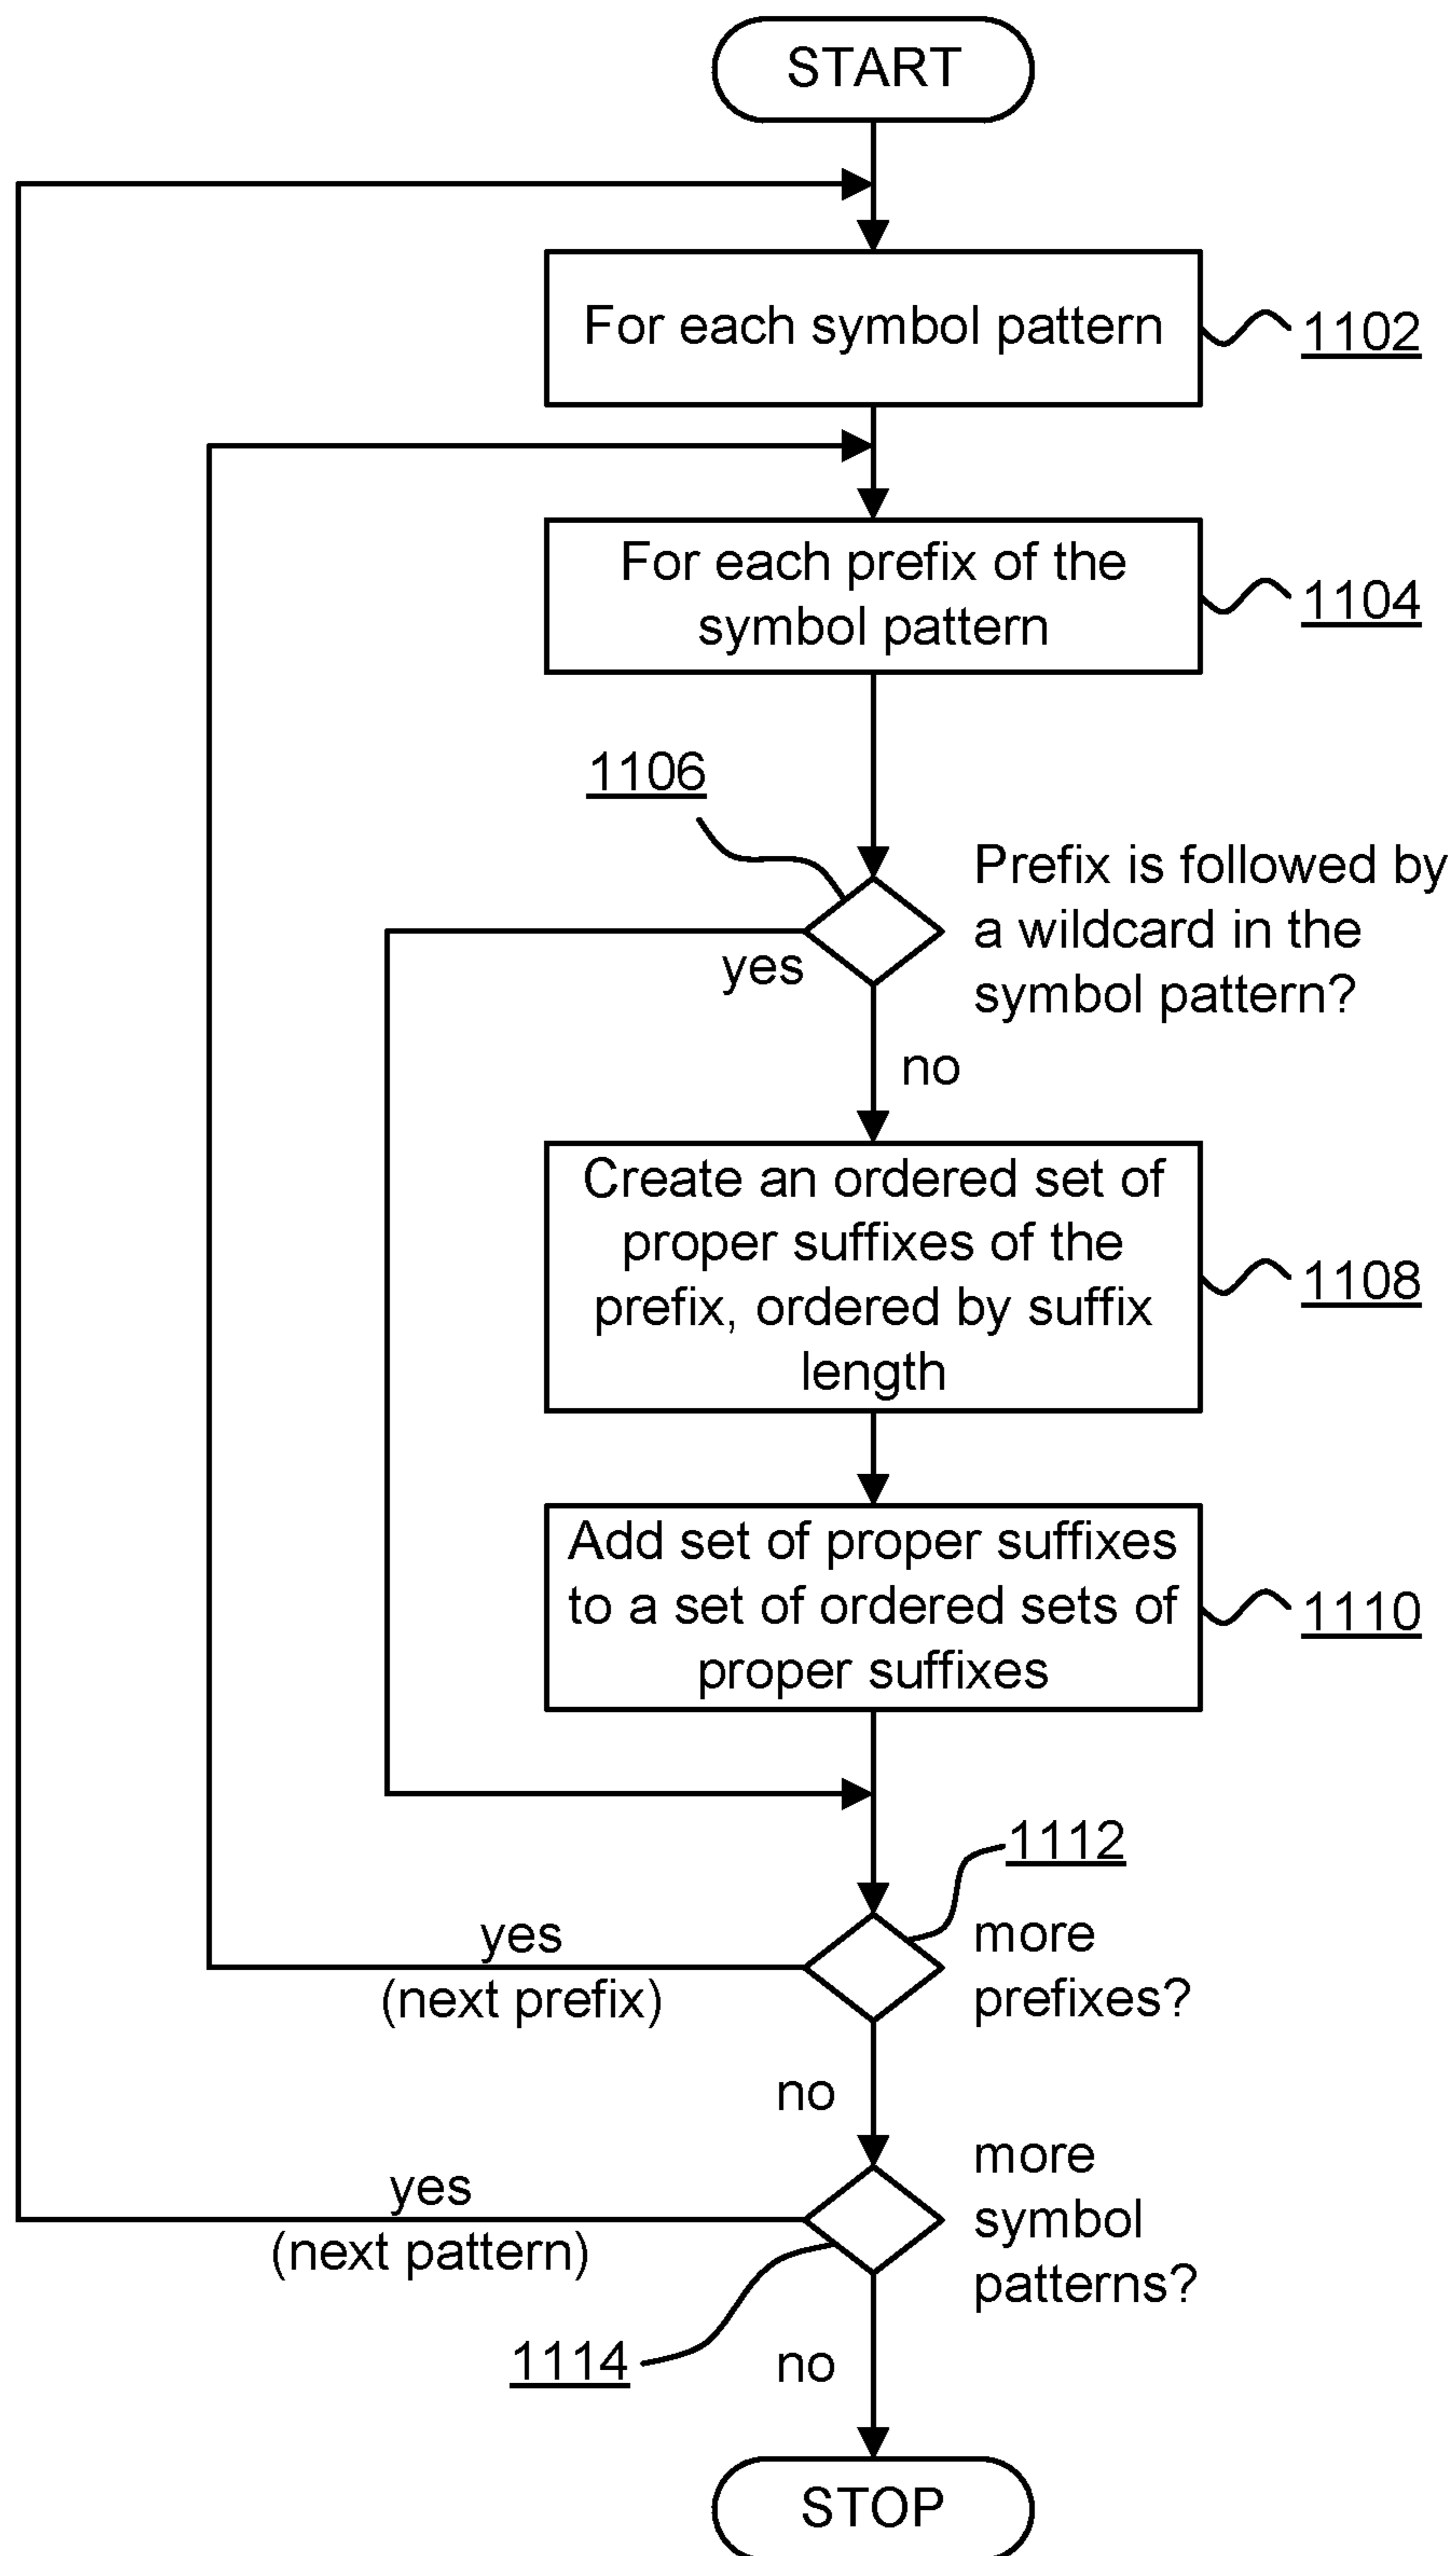 START
For each symbol pattern
1102
For each prefix of the
symbol pattern
1104
1106
Prefix is followed by
a wildcard in the
symbol pattern?
yes
no
Create an ordered set of
proper suffixes of the
prefix, ordered by suffix
length
1108
Add set of proper suffixes
to a set of ordered sets of
proper suffixes
1110
1112
more
prefixes?
yes
(next prefix)
no
more
symbol
patterns?
yes
(next pattern)
1114
no
STOP